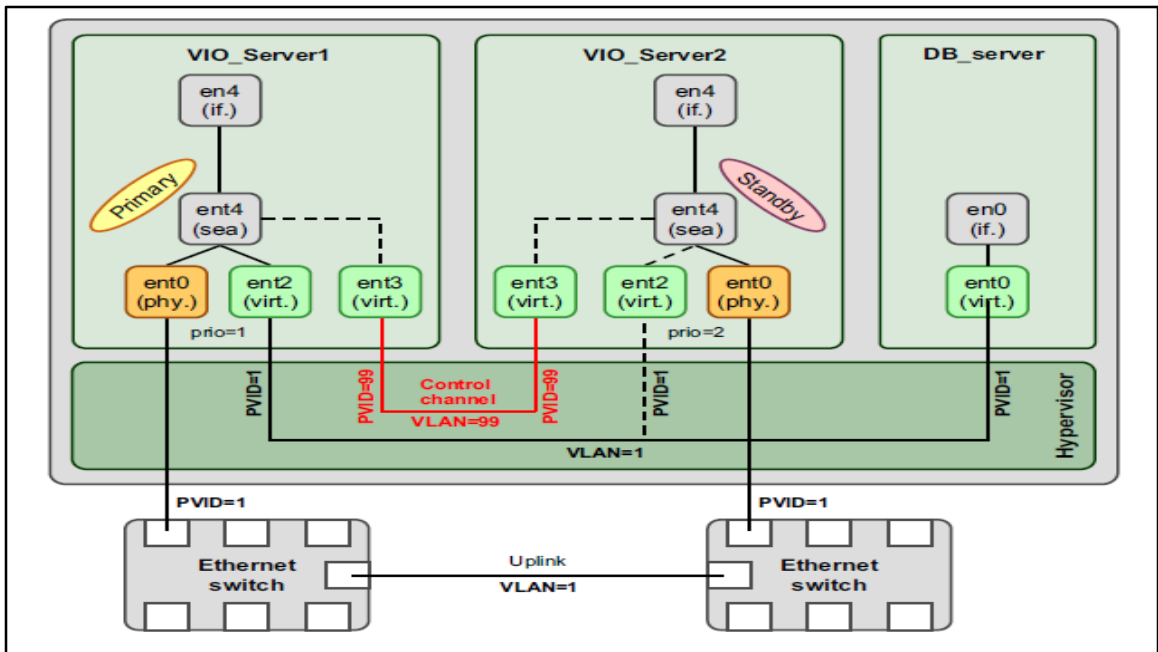 VIO_Server1
en4
(if.)
Primary
ent4
(sea)
ent0
(phy.)
ent2
(virt.)
ent3
(virt.)
prio=1
VIO_Server2
en4
(if.)
Standby
ent4
(sea)
ent3
(virt.)
ent2
(virt.)
ent0
(phy.)
prio=2
DB_server
en0
(if.)
ent0
(virt.)
PVID=1
PVID=99
Control
channel
VLAN=99
PVID=99
PVID=1
PVID=1
VLAN=1
Hypervisor
PVID=1
PVID=1
Ethernet
switch
Uplink
VLAN=1
Ethernet
switch